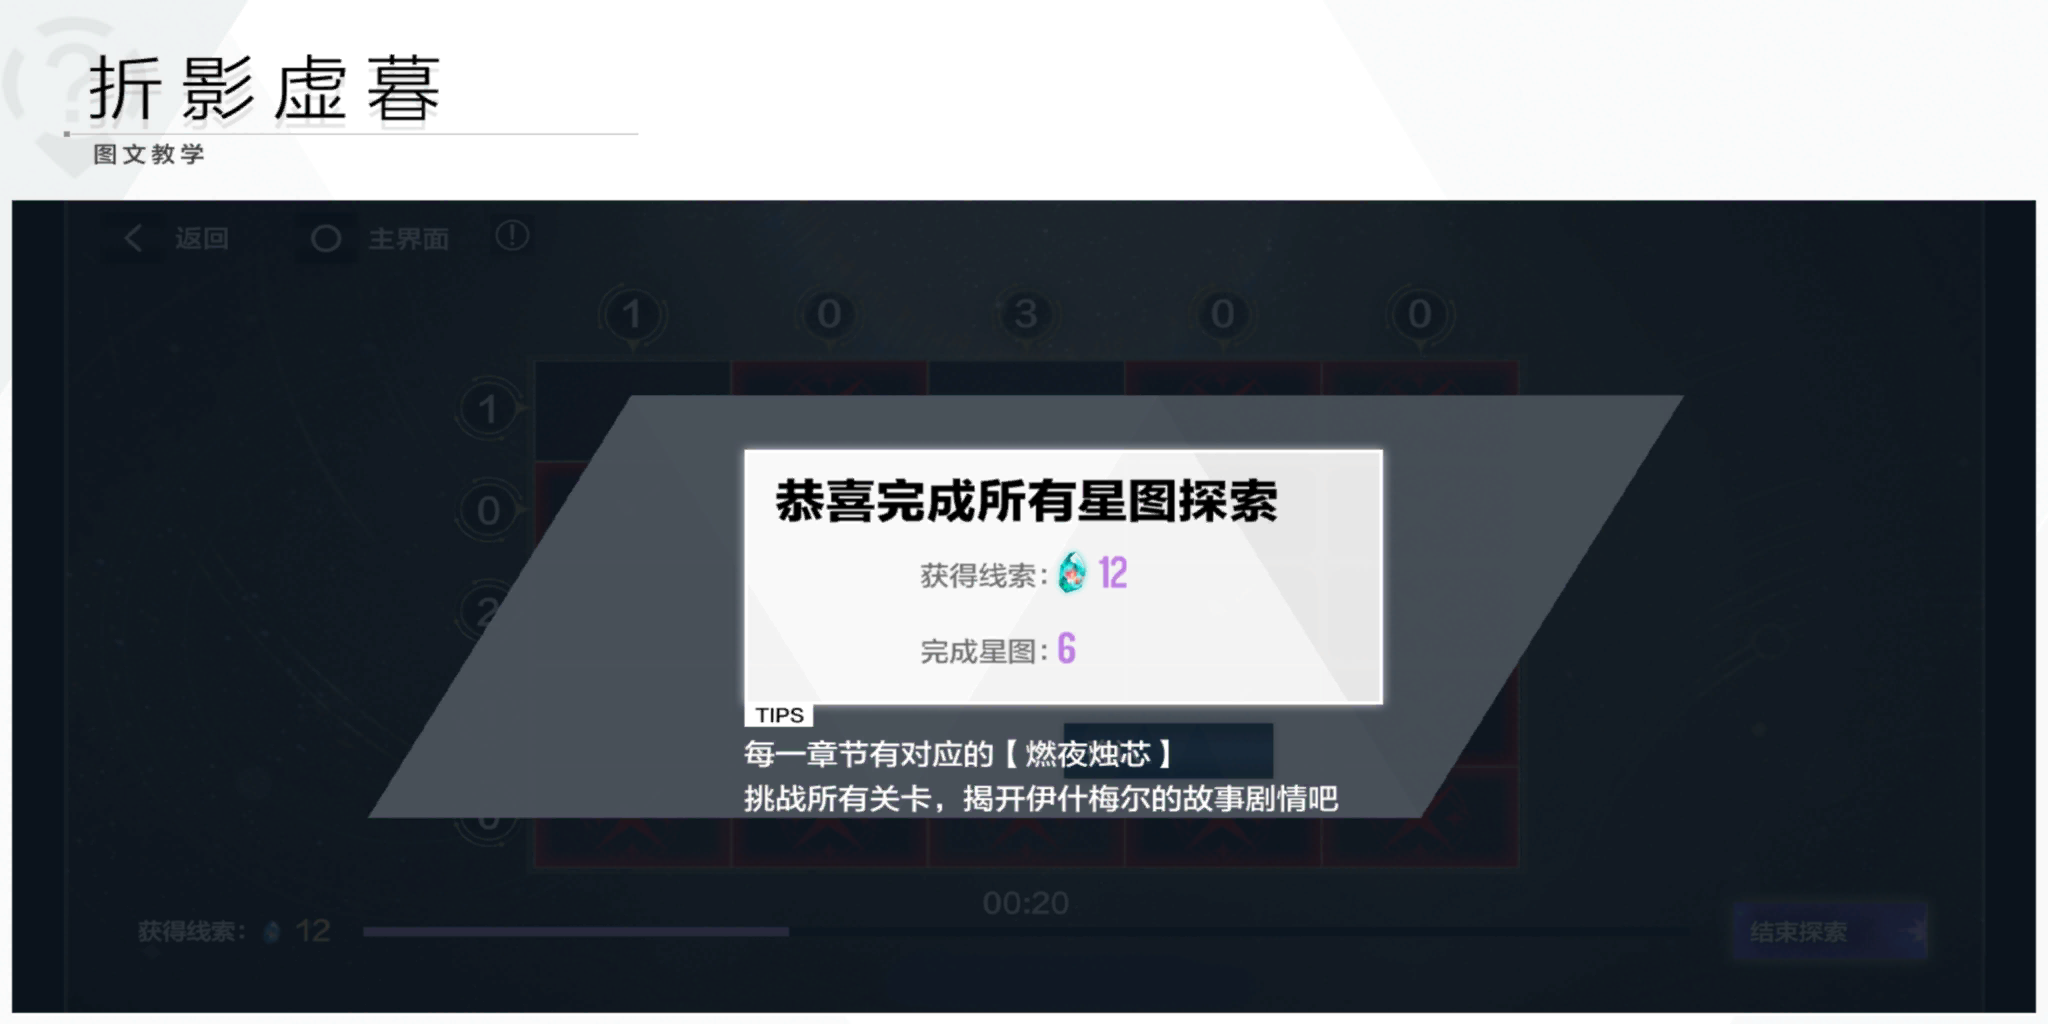 折影虚暮
图文教学
返回
主界面
1 0 3 0 0
1
0
2
0
恭喜完成所有星图探索
获得线索：12
完成星图：6
TIPS
每一章节有对应的【燃夜烛芯】
挑战所有关卡，揭开伊什梅尔的故事剧情吧
00:20
获得线索：12
结束探索